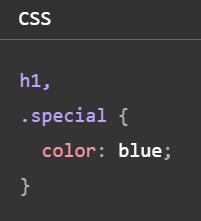 CSS
h1,
.special {
  color: blue;
}